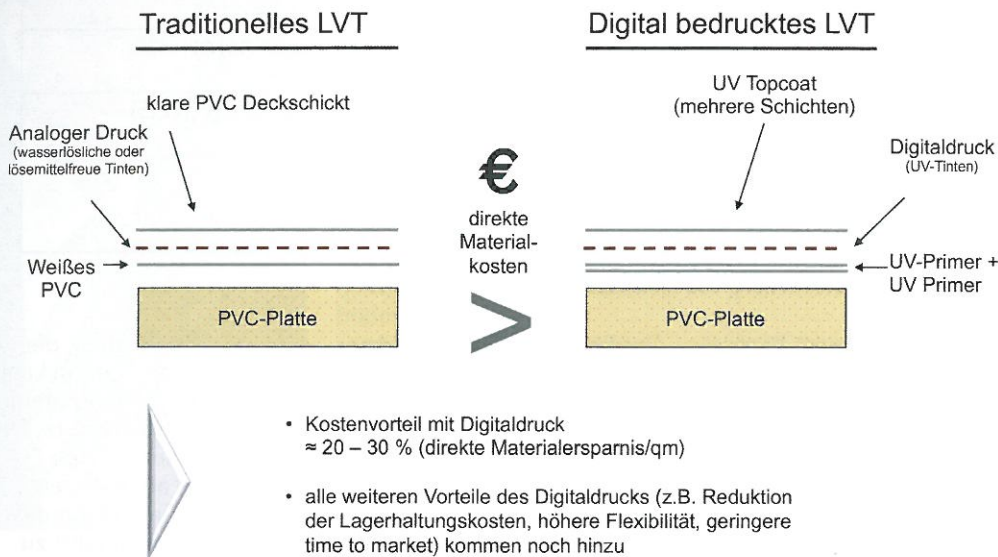 Traditionelles LVT
klare PVC Deckschickt
Analoger Druck
(wasserlösliche oder
lösemittelfreue Tinten)
Weißes
PVC
PVC-Platte
€
direkte
Material-
kosten
>
Digital bedrucktes LVT
UV Topcoat
(mehrere Schichten)
Digitaldruck
(UV-Tinten)
UV-Primer +
UV Primer
PVC-Platte
• Kostenvorteil mit Digitaldruck
≈ 20 – 30 % (direkte Materialersparnis/qm)
• alle weiteren Vorteile des Digitaldrucks (z.B. Reduktion
der Lagerhaltungskosten, höhere Flexibilität, geringere
time to market) kommen noch hinzu